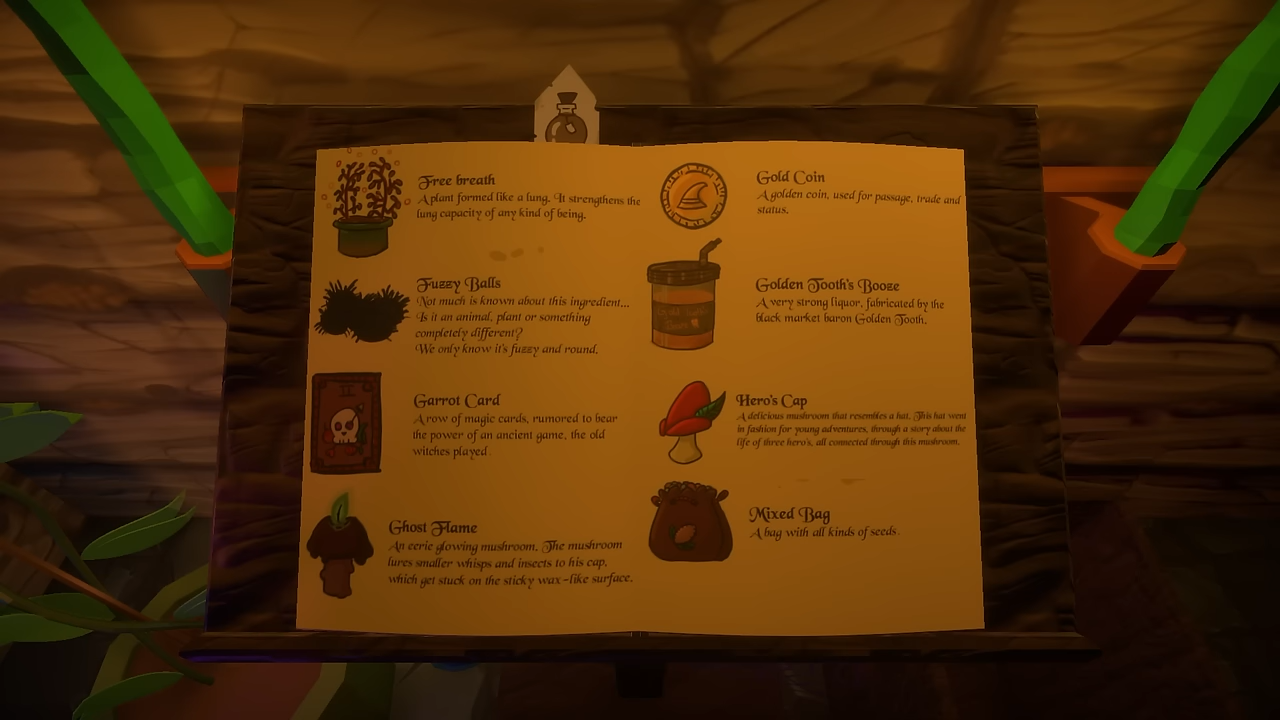 Free breath
A plant formed like a lung. It strengthens the
lung capacity of any kind of being.
Fuzzy Balls
Not much is known about this ingredient...
Is it an animal, plant or something
completely different?
We only know it's fuzzy and round.
II
Garrot Card
A row of magic cards, rumored to bear
the power of an ancient game, the old
witches played.
Ghost Flame
An eerie glowing mushroom. The mushroom
lures smaller whisps and insects to his cap,
which get stuck on the sticky wax-like surface.
Gold Coin
A golden coin, used for passage, trade and
status.
Golden Tooth's Booze
A very strong liquor, fabricated by the
black market baron Golden Tooth.
Hero's Cap
A delicious mushroom that resembles a hat. This hat went
in fashion for young adventures, through a story about the
life of three hero's, all connected through this mushroom.
Mixed Bag
A bag with all kinds of seeds.